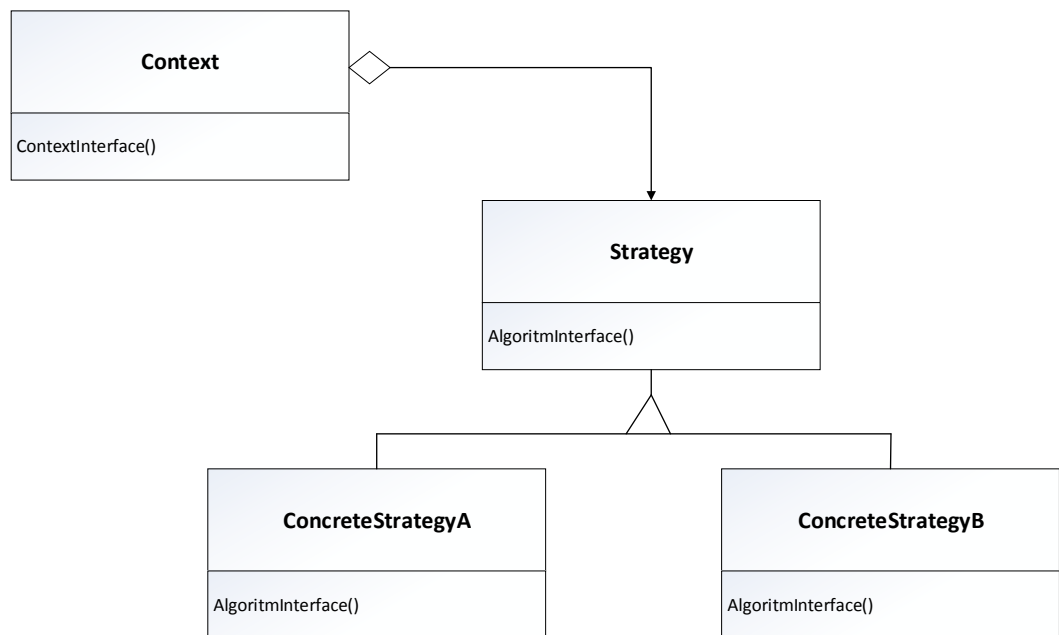 Context
ContextInterface()
Strategy
AlgoritmInterface()
ConcreteStrategyA
ConcreteStrategyB
AlgoritmInterface()
AlgoritmInterface()